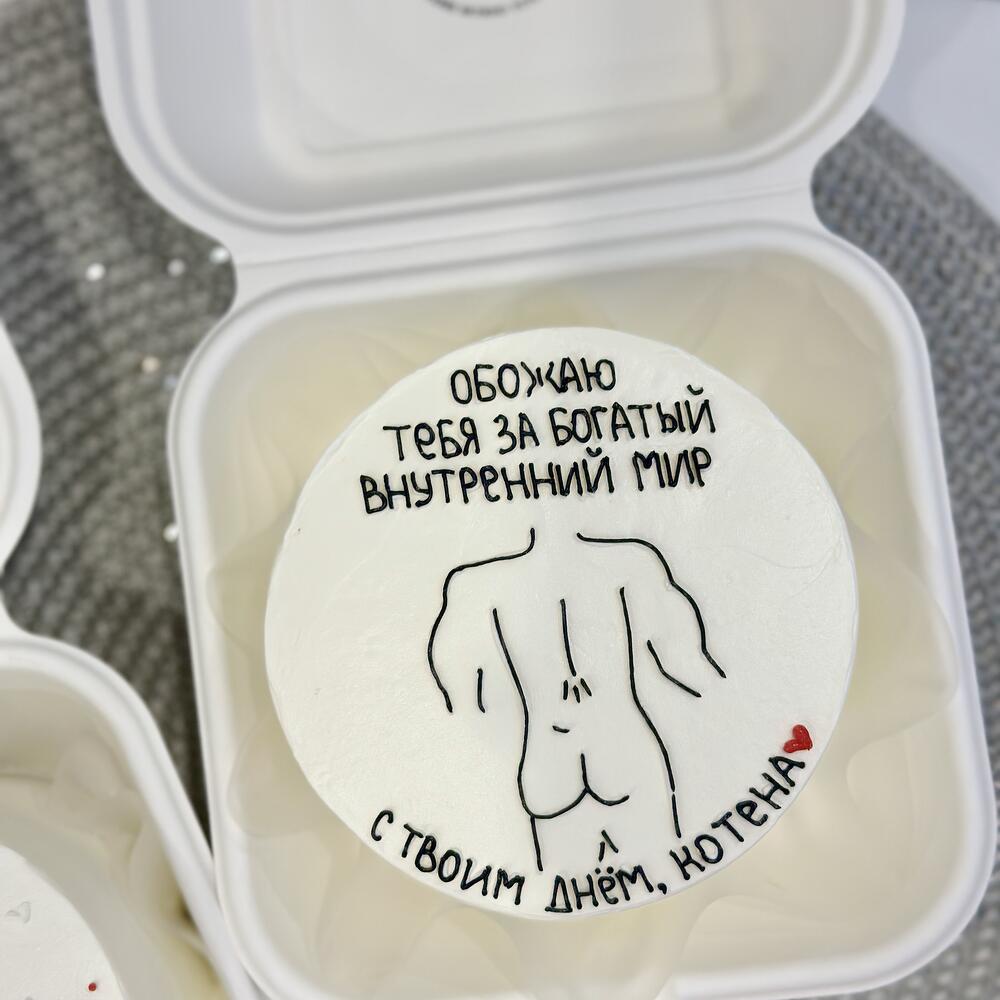 ОБОЖАЮ
ТЕБЯ ЗА БОГАТЫЙ
ВНУТРЕННИЙ МИР
С ТВОИМ ДНЁМ, КОТЕНА